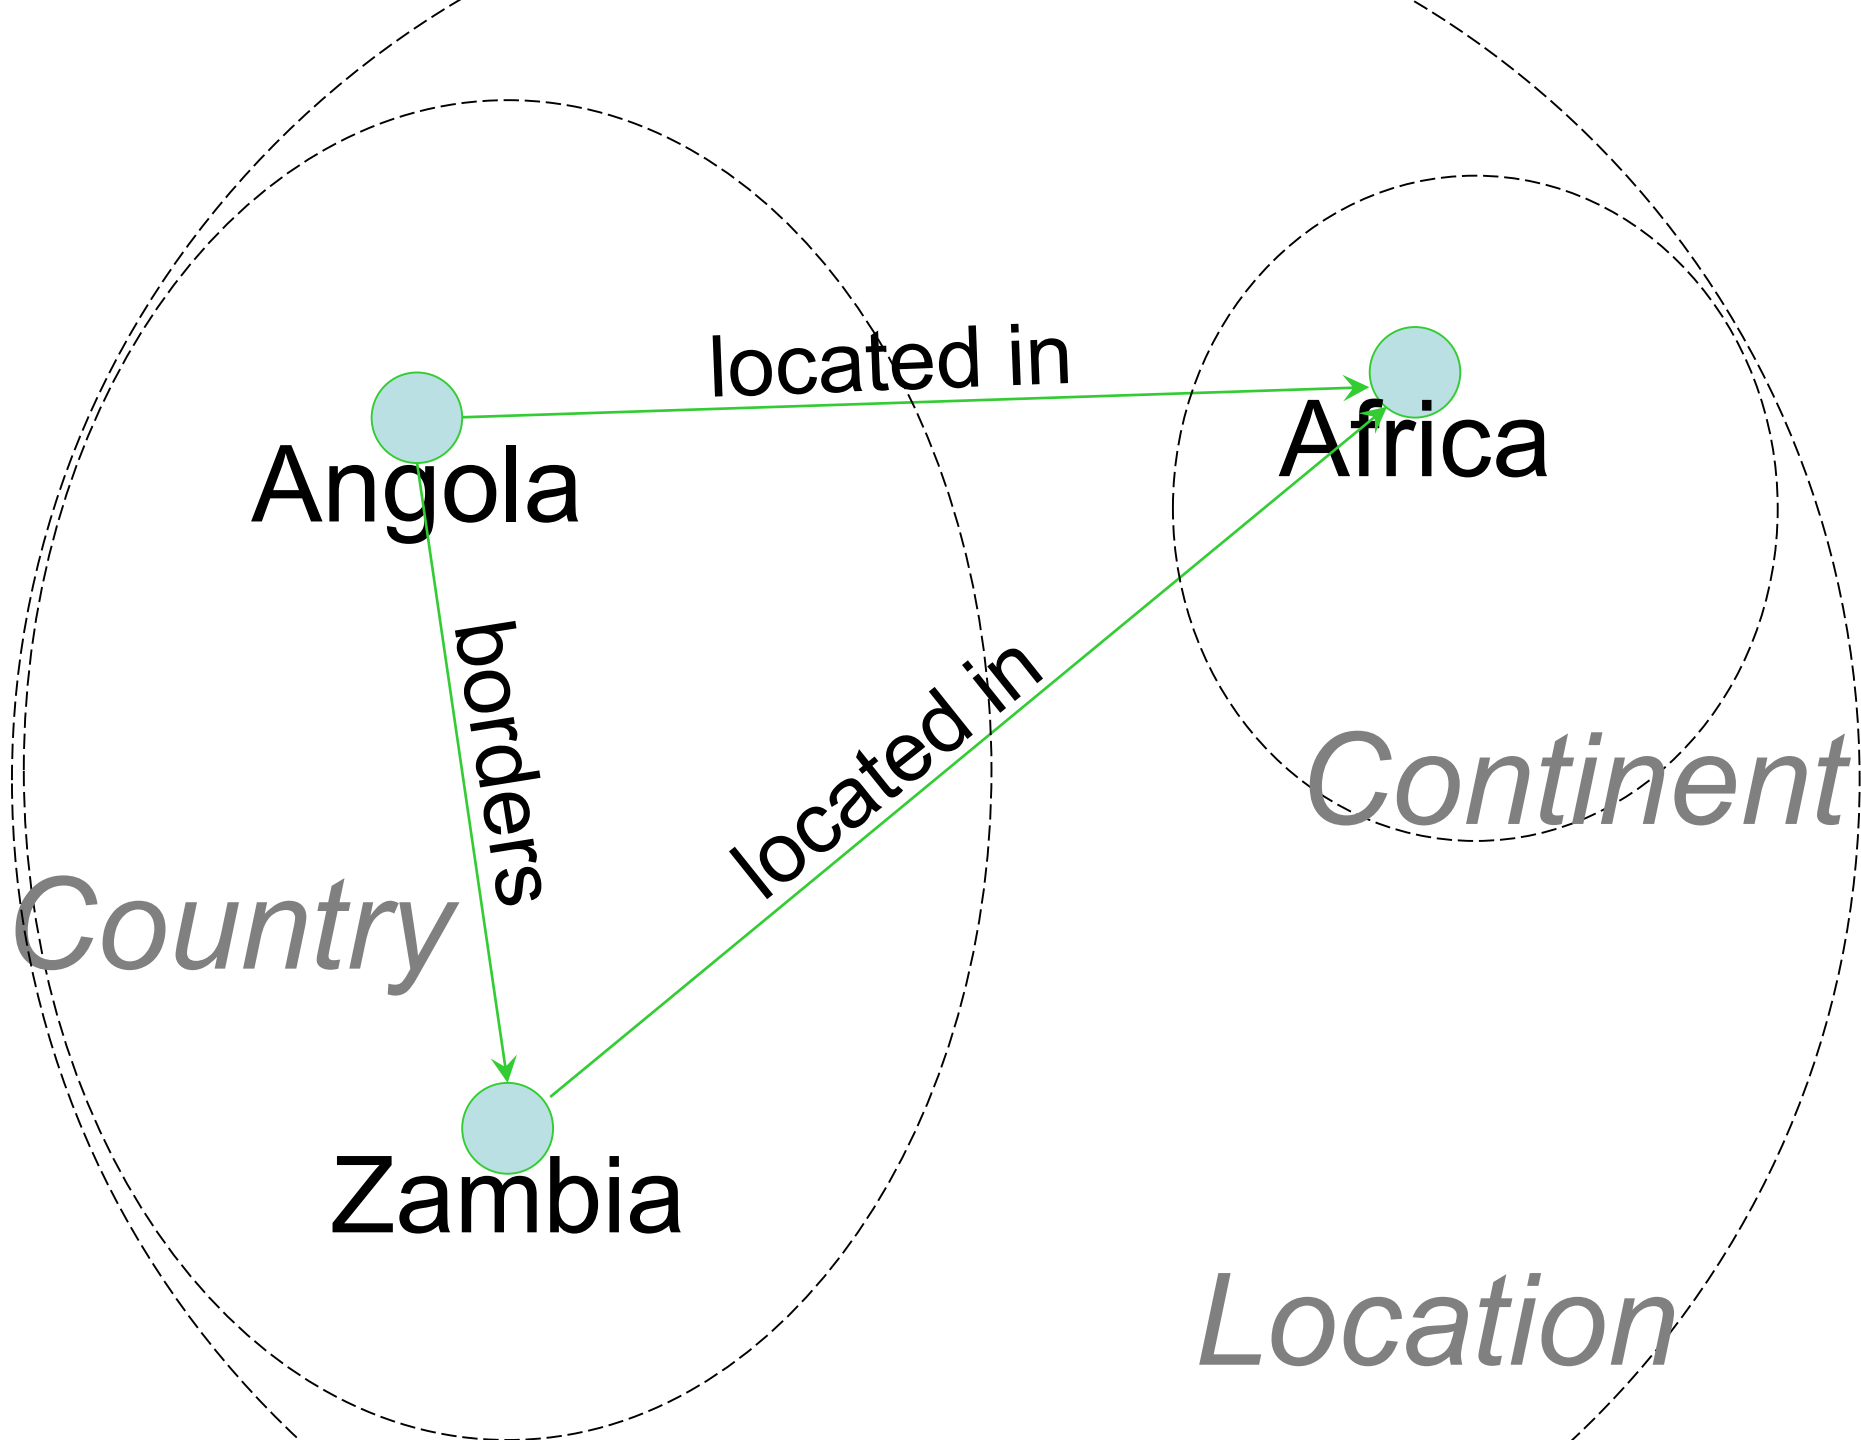 located in
Africa
Angola
borders
located in
Continent
Country
Zambia
Location